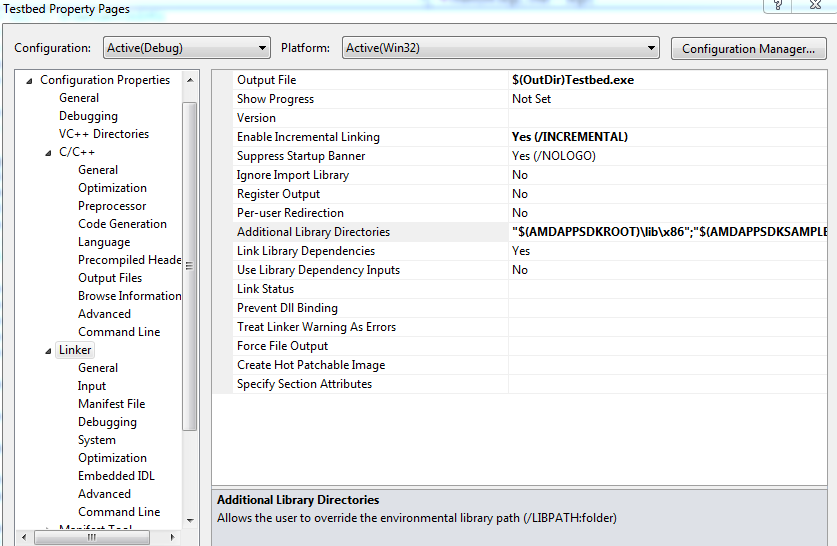 Testbed Property Pages
Configuration: Active(Debug) Platform: Active(Win32) Configuration Manager...
Configuration Properties
General
Debugging
VC++ Directories
C/C++
General
Optimization
Preprocessor
Code Generation
Language
Precompiled Heade
Output Files
Browse Information
Advanced
Command Line
Linker
General
Input
Manifest File
Debugging
System
Optimization
Embedded IDL
Advanced
Command Line
Manifest Tool
Output File $(OutDir)Testbed.exe
Show Progress Not Set
Version
Enable Incremental Linking Yes (/INCREMENTAL)
Suppress Startup Banner Yes (/NOLOGO)
Ignore Import Library No
Register Output No
Per-user Redirection No
Additional Library Directories "$(AMDAPPSDKROOT)\lib\x86";"$(AMDAPPSDKSAMPLE
Link Library Dependencies Yes
Use Library Dependency Inputs No
Link Status
Prevent Dll Binding
Treat Linker Warning As Errors
Force File Output
Create Hot Patchable Image
Specify Section Attributes
Additional Library Directories
Allows the user to override the environmental library path (/LIBPATH:folder)